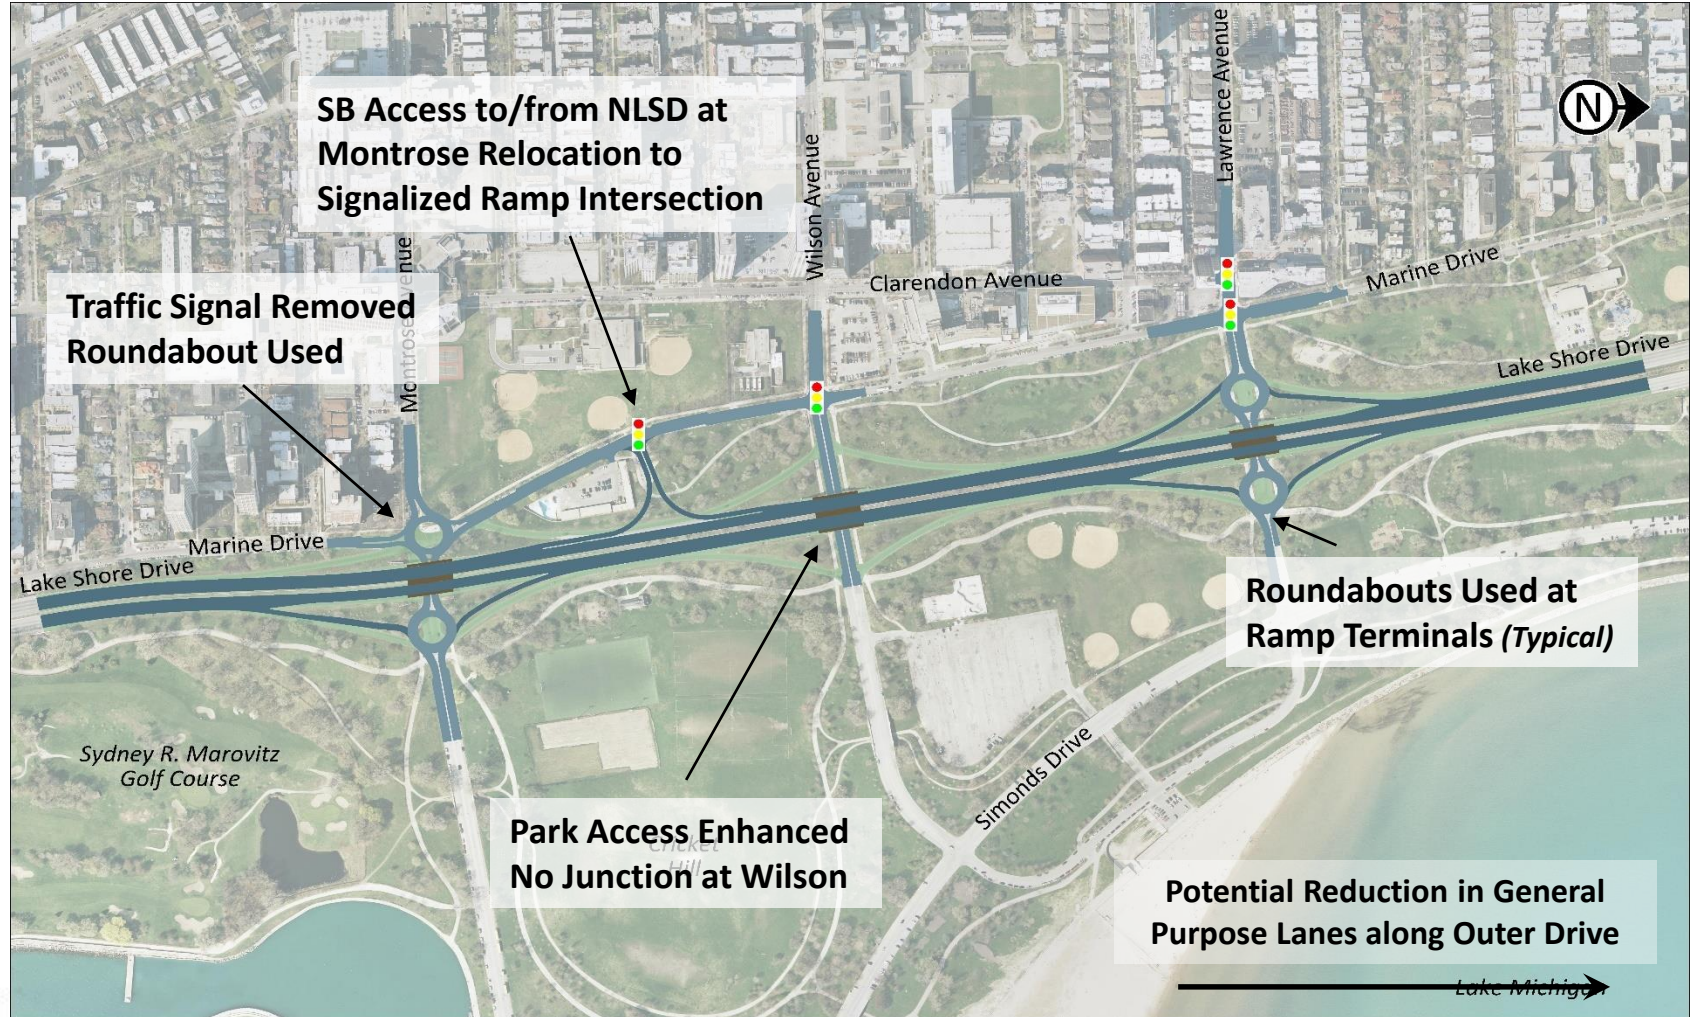 Lawrence Avenue
N
SB Access to/from NLSD at
Montrose Relocation to
Signalized Ramp Intersection
Wilson Avenue
Montrose Avenue
Clarendon Avenue
Marine Drive
Traffic Signal Removed
Roundabout Used
Lake Shore Drive
Marine Drive
Lake Shore Drive
Roundabouts Used at
Ramp Terminals (Typical)
Sydney R. Marovitz
Golf Course
Simonds Drive
Park Access Enhanced
No Junction at Wilson
Cricket
Hill
Potential Reduction in General
Purpose Lanes along Outer Drive
Lake Michigan